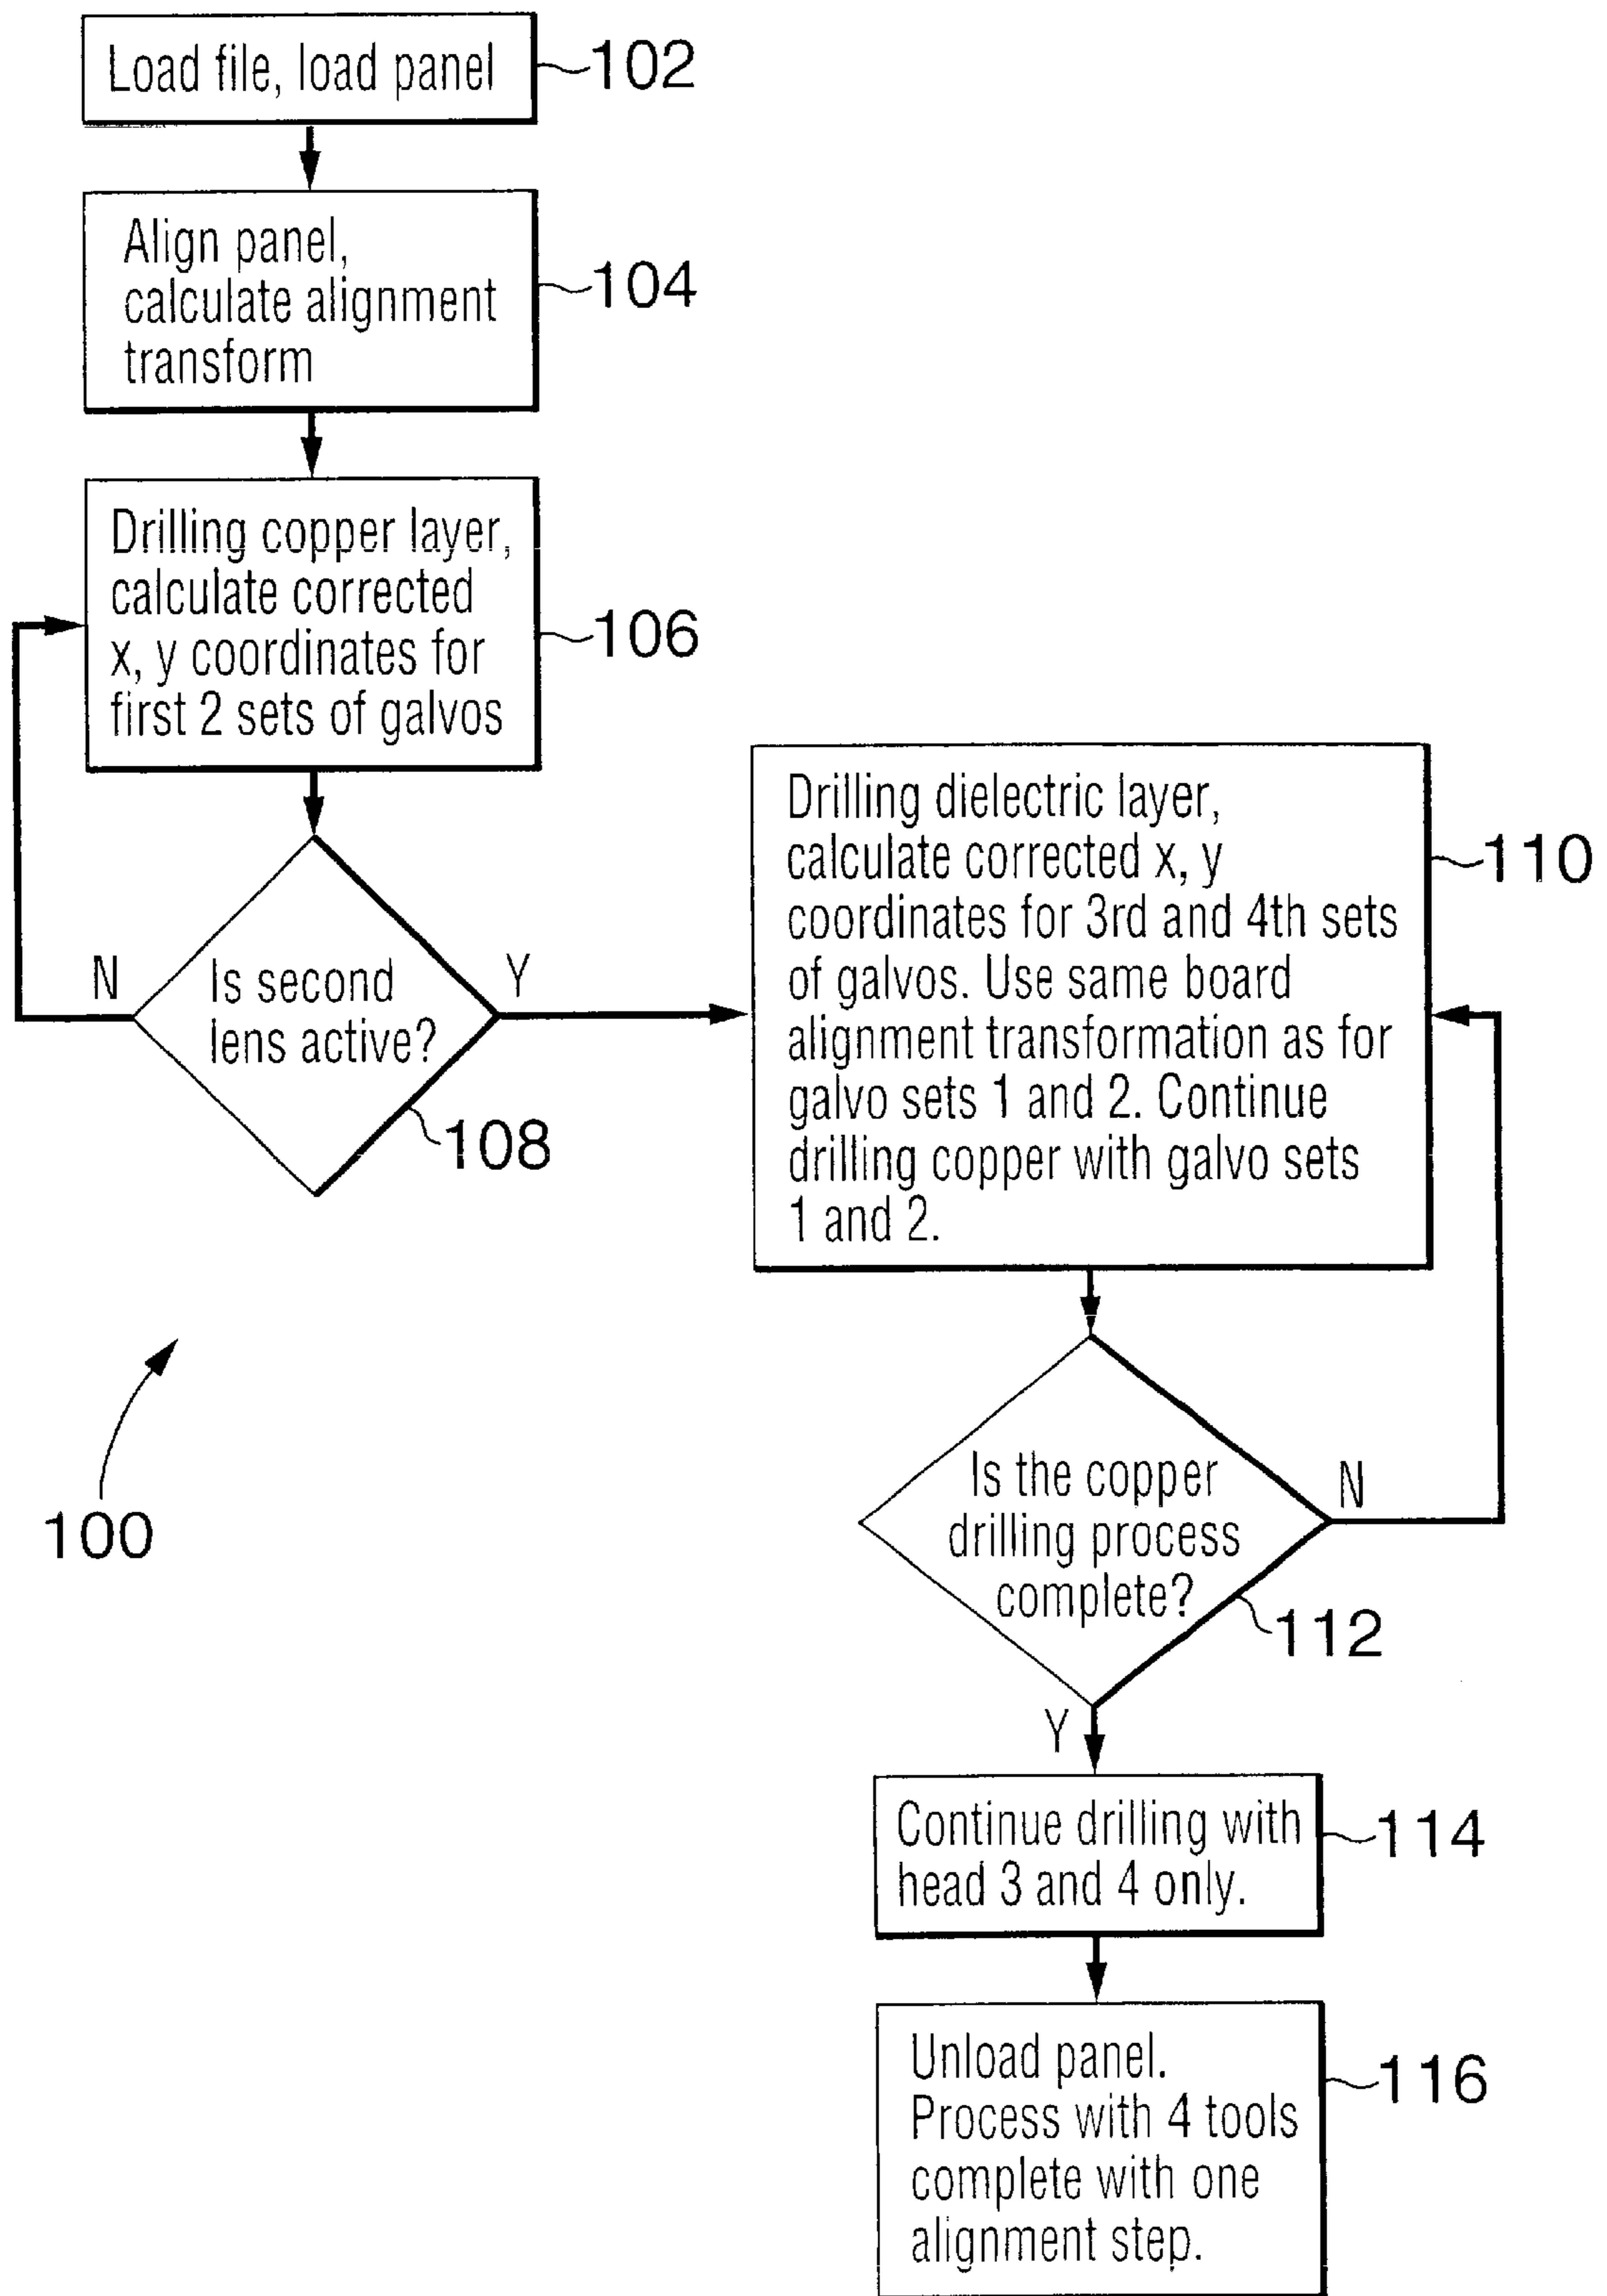 Load file, load panel
102
Align panel,
calculate alignment
transform
104
Drilling copper layer,
calculate corrected
x, y coordinates for
first 2 sets of galvos
106
N
Is second
lens active?
Y
108
Drilling dielectric layer,
calculate corrected x, y
coordinates for 3rd and 4th sets
of galvos. Use same board
alignment transformation as for
galvo sets 1 and 2. Continue
drilling copper with galvo sets
1 and 2.
110
100
Is the copper
drilling process
complete?
N
112
Y
Continue drilling with
head 3 and 4 only.
114
Unload panel.
Process with 4 tools
complete with one
alignment step.
116